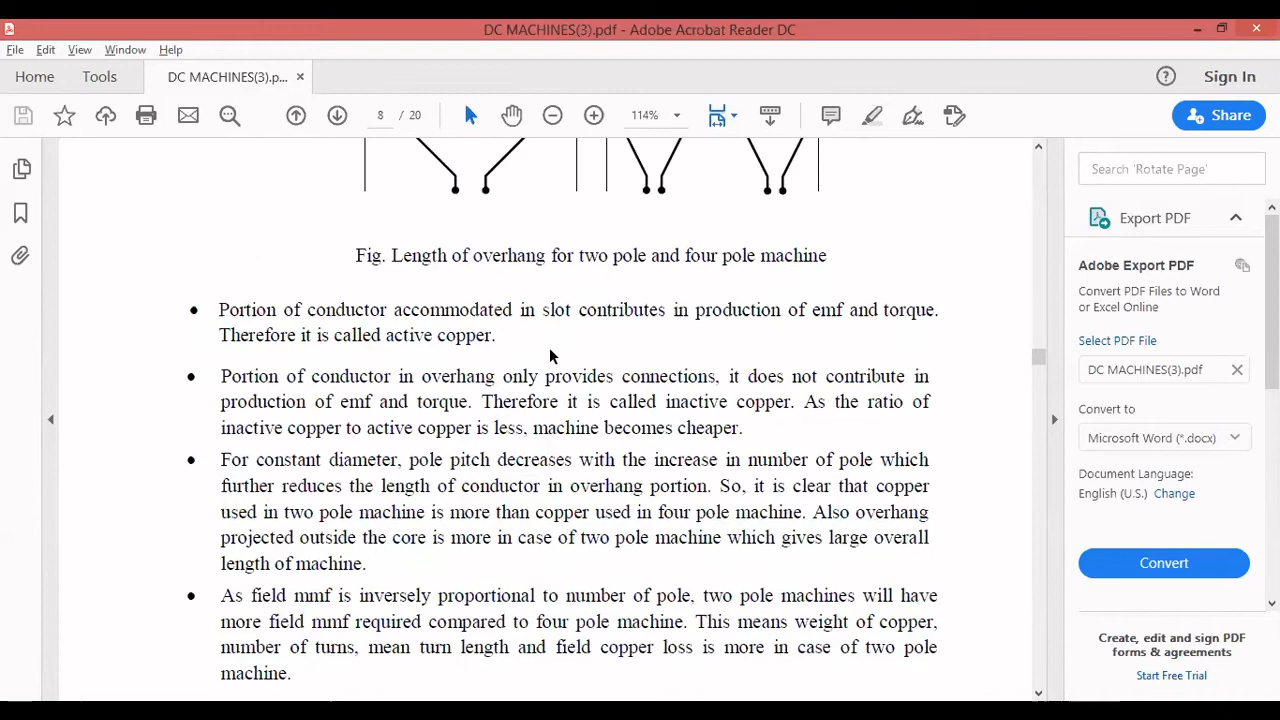 DC MACHINES(3).pdf - Adobe Acrobat Reader DC
File Edit View Window Help
Home Tools DC MACHINES(3).p... Sign In
8 / 20 114% Share
Search 'Rotate Page'
Export PDF
Adobe Export PDF
Convert PDF Files to Word
or Excel Online
Select PDF File
DC MACHINES(3).pdf
Convert to
Microsoft Word (*.docx)
Document Language:
English (U.S.) Change
Convert
Create, edit and sign PDF
forms & agreements
Start Free Trial
Fig. Length of overhang for two pole and four pole machine
• Portion of conductor accommodated in slot contributes in production of emf and torque.
Therefore it is called active copper.
• Portion of conductor in overhang only provides connections, it does not contribute in
production of emf and torque. Therefore it is called inactive copper. As the ratio of
inactive copper to active copper is less, machine becomes cheaper.
• For constant diameter, pole pitch decreases with the increase in number of pole which
further reduces the length of conductor in overhang portion. So, it is clear that copper
used in two pole machine is more than copper used in four pole machine. Also overhang
projected outside the core is more in case of two pole machine which gives large overall
length of machine.
• As field mmf is inversely proportional to number of pole, two pole machines will have
more field mmf required compared to four pole machine. This means weight of copper,
number of turns, mean turn length and field copper loss is more in case of two pole
machine.